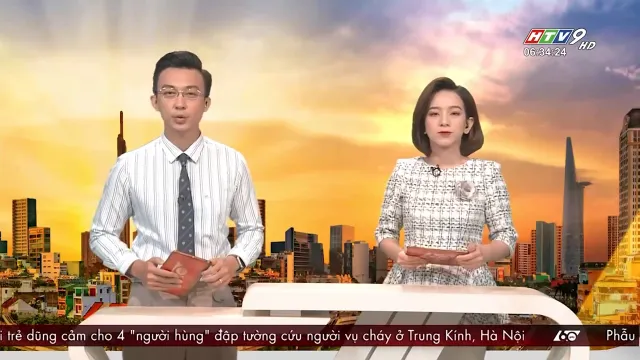 HTV9 HD
06:34:24
i trẻ dũng cảm cho 4 "người hùng" đập tường cứu người vụ cháy ở Trung Kính, Hà Nội 60 Phẫu